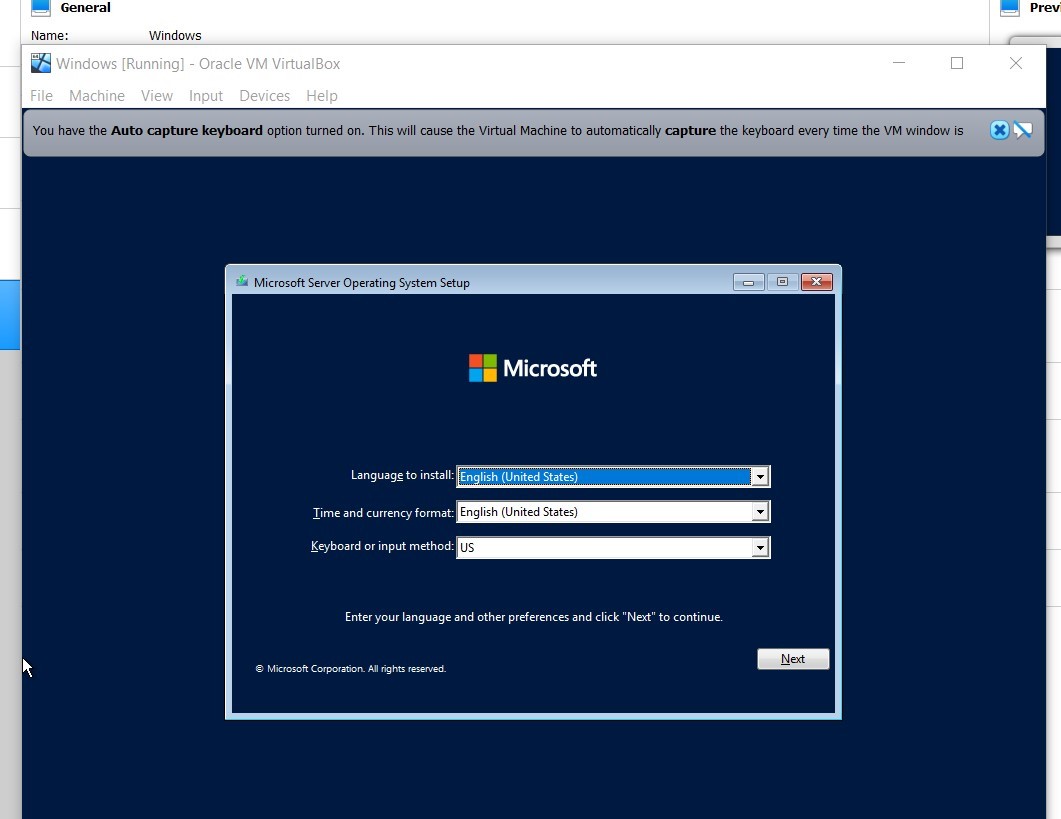 General
Previ
Name: Windows
Windows [Running] - Oracle VM VirtualBox
File Machine View Input Devices Help
You have the Auto capture keyboard option turned on. This will cause the Virtual Machine to automatically capture the keyboard every time the VM window is
Microsoft Server Operating System Setup
Microsoft
Language to install: English (United States)
Time and currency format: English (United States)
Keyboard or input method: US
Enter your language and other preferences and click "Next" to continue.
Next
© Microsoft Corporation. All rights reserved.